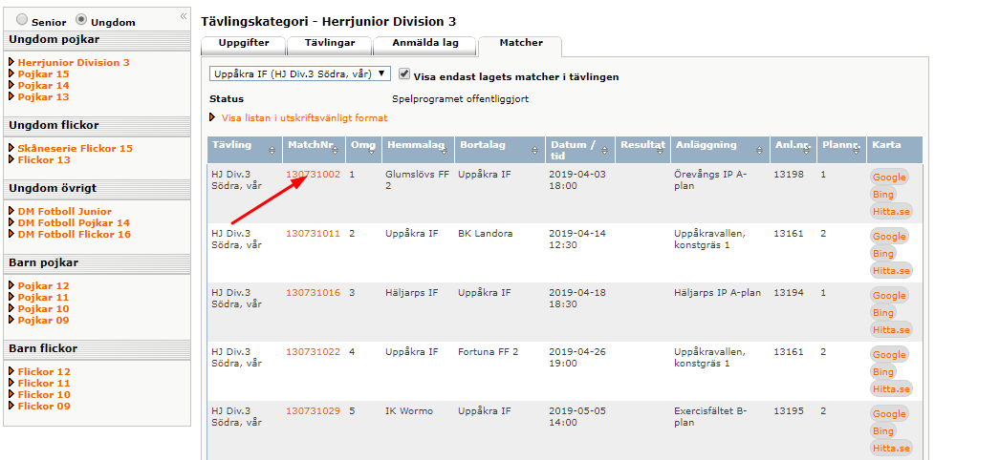 Senior Ungdom «
Ungdom pojkar
Herrjunior Division 3
Pojkar 15
Pojkar 14
Pojkar 13
Ungdom flickor
Skåneserie Flickor 15
Flickor 13
Ungdom övrigt
DM Fotboll Junior
DM Fotboll Pojkar 14
DM Fotboll Flickor 16
Barn pojkar
Pojkar 12
Pojkar 11
Pojkar 10
Pojkar 09
Barn flickor
Flickor 12
Flickor 11
Flickor 10
Flickor 09
Tävlingskategori - Herrjunior Division 3
Uppgifter Tävlingar Anmälda lag Matcher
Uppåkra IF (HJ Div.3 Södra, vår) Visa endast lagets matcher i tävlingen
Status Spelprogramet offentliggjort
Visa listan i utskriftsvänligt format
Tävling MatchNr. Omg Hemmalag Bortalag Datum / Resultat Anläggning Anl.nr. Plannr. Karta
tid
HJ Div.3 130731002 1 Glumslövs FF Uppåkra IF 2019-04-03 Örevångs IP A- 13198 1 Google
Södra, vår 2 18:00 plan
Bing
Hitta.se
HJ Div.3 130731011 2 Uppåkra IF BK Landora 2019-04-14 Uppåkravallen, 13161 2 Google
Södra, vår 12:30 konstgräs 1
Bing
Hitta.se
HJ Div.3 130731016 3 Häljarps IF Uppåkra IF 2019-04-18 Häljarps IP A-plan 13194 1 Google
Södra, vår 18:30
Bing
Hitta.se
HJ Div.3 130731022 4 Uppåkra IF Fortuna FF 2 2019-04-26 Uppåkravallen, 13161 2 Google
Södra, vår 19:00 konstgräs 1
Bing
Hitta.se
HJ Div.3 130731029 5 IK Wormo Uppåkra IF 2019-05-05 Exercisfältet B- 13195 2 Google
Södra, vår 14:00 plan
Bing
Hitta.se